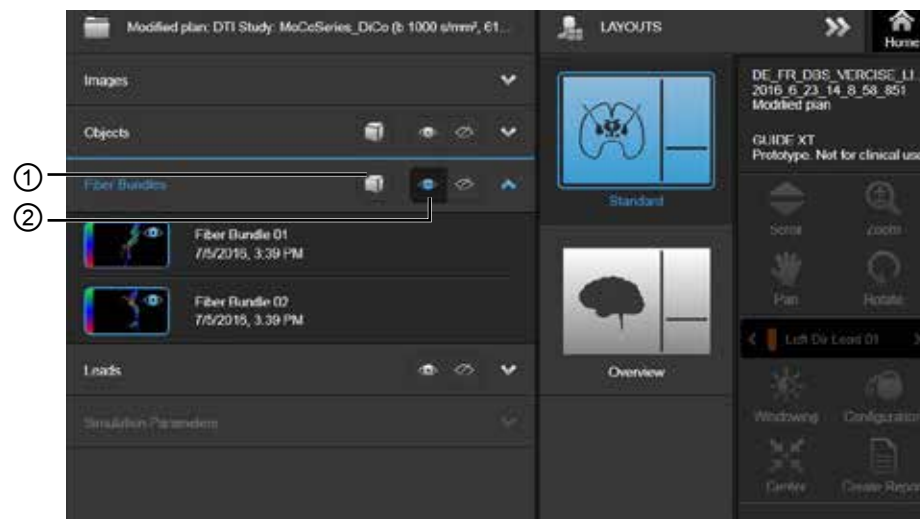 Modified plan: DTI Study: MoCoSeries_DiCo (b 1000 s/mm², 61...
LAYOUTS
Home
Images
Objects
Fiber Bundles
1
2
Fiber Bundle 01
7/5/2016, 3:39 PM
Fiber Bundle 02
7/5/2016, 3:39 PM
Leads
Simulation Parameters
Standard
Overview
DE_FR_DBS_VERCISE_LI...
2016_6_23_14_8_58_851
Modified plan
GUIDE XT
Prototype. Not for clinical use
Scroll
Zoom
Pan
Rotate
Left Dir Lead 01
Windowing
Configuration
Center
Create Repor